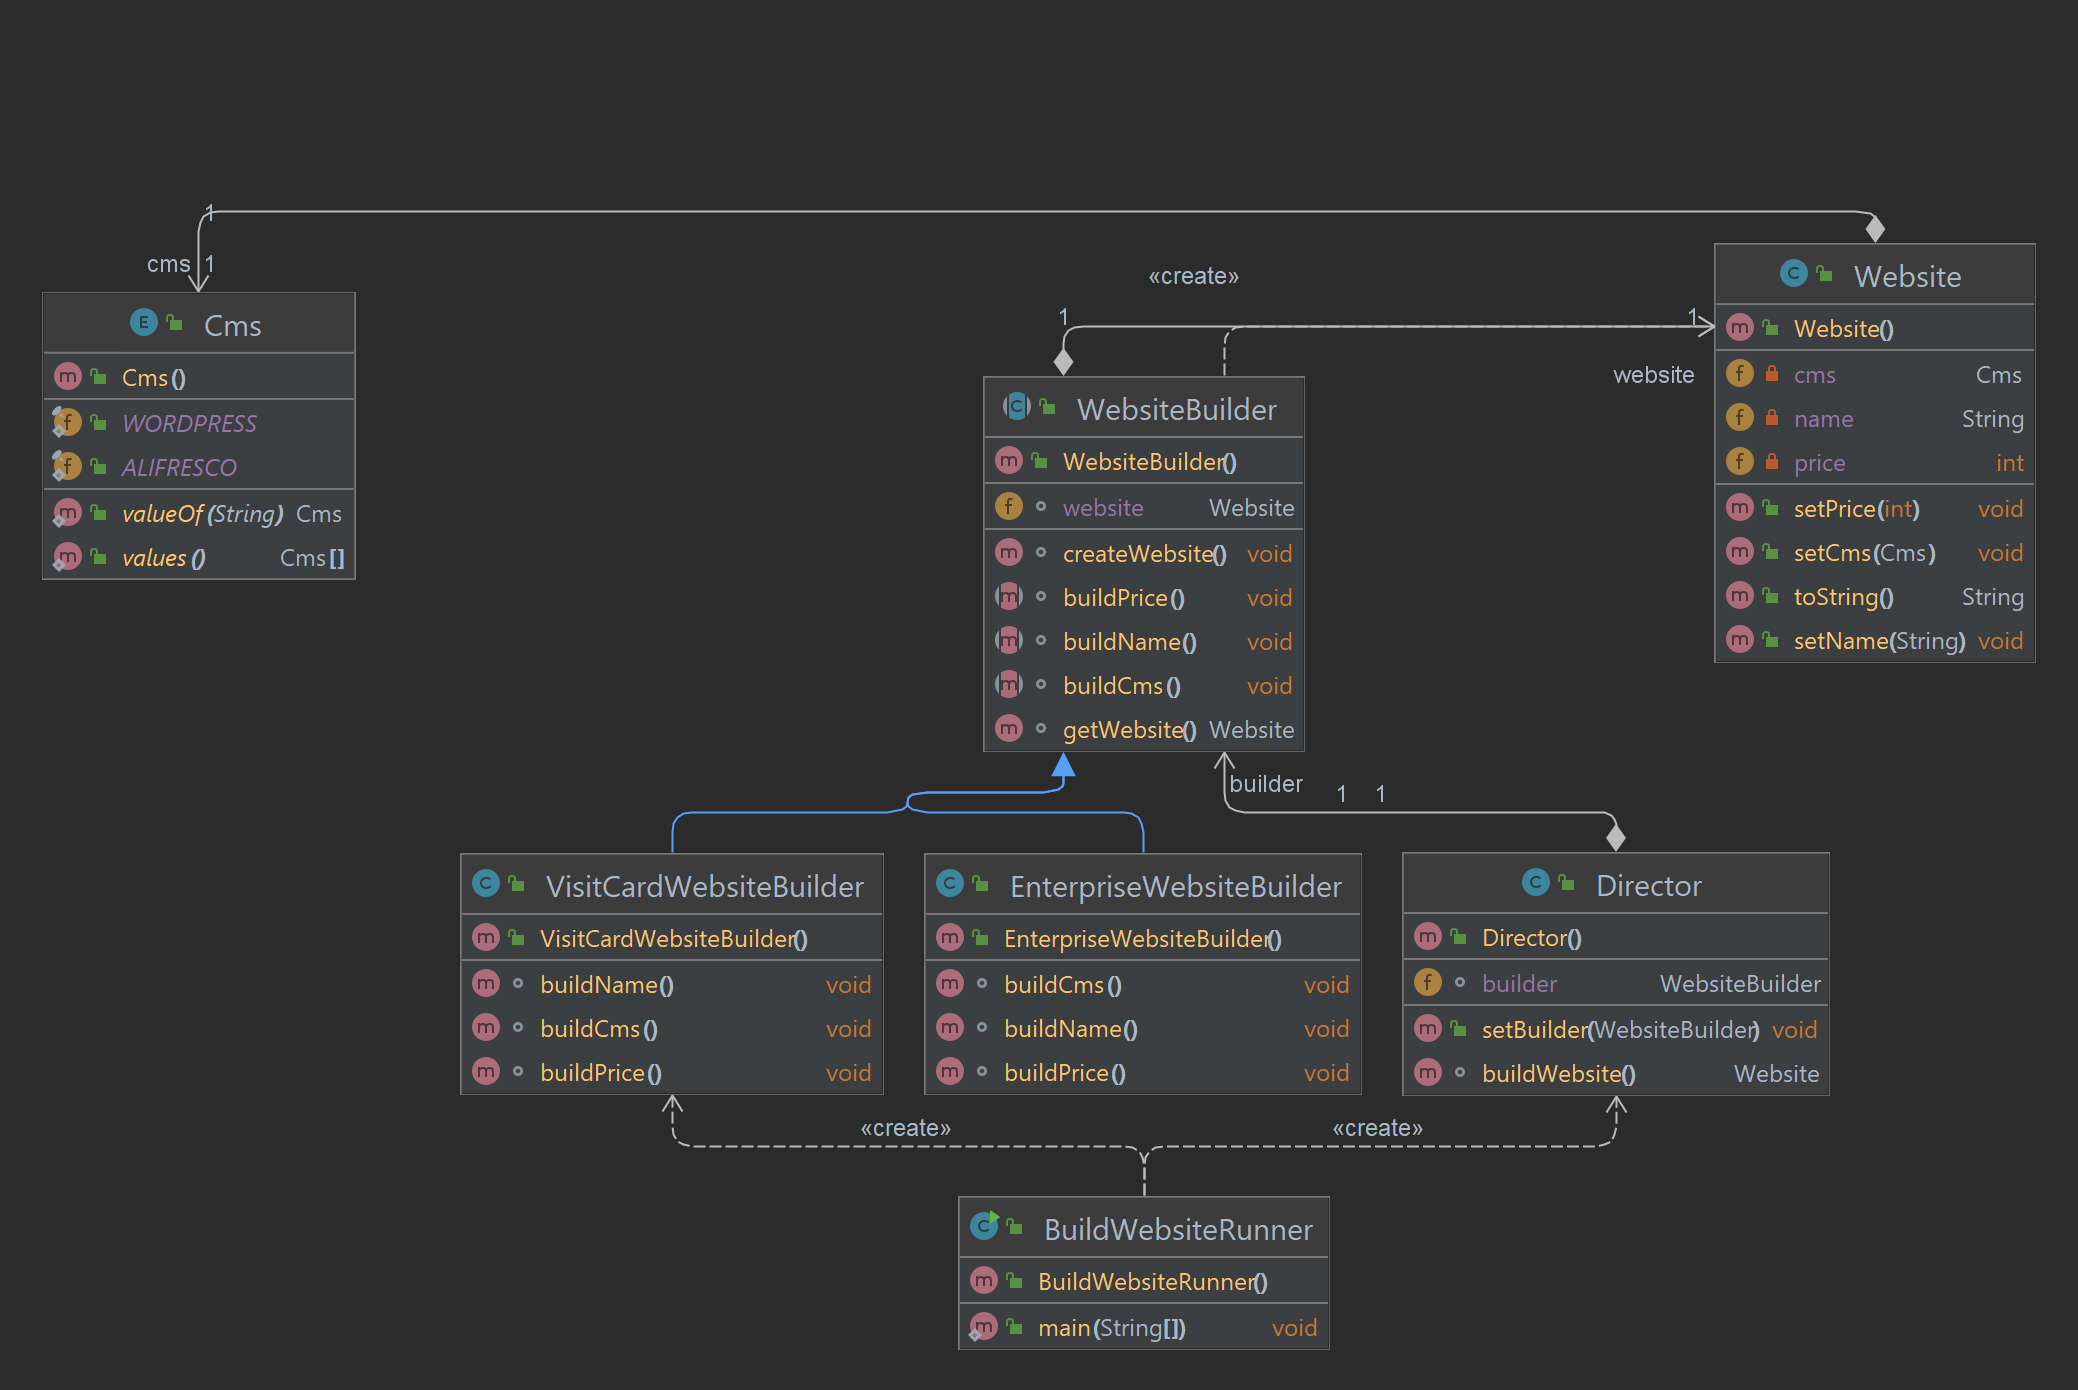 1
cms 1
E Cms
m Cms()
f WORDPRESS
f ALIFRESCO
m valueOf(String) Cms
m values() Cms[]
«create»
1
1
website
C Website
m Website()
f cms Cms
f name String
f price int
m setPrice(int) void
m setCms(Cms) void
m toString() String
m setName(String) void
C WebsiteBuilder
m WebsiteBuilder()
f website Website
m createWebsite() void
m buildPrice() void
m buildName() void
m buildCms() void
m getWebsite() Website
builder 1 1
C VisitCardWebsiteBuilder
m VisitCardWebsiteBuilder()
m buildName() void
m buildCms() void
m buildPrice() void
C EnterpriseWebsiteBuilder
m EnterpriseWebsiteBuilder()
m buildCms() void
m buildName() void
m buildPrice() void
C Director
m Director()
f builder WebsiteBuilder
m setBuilder(WebsiteBuilder) void
m buildWebsite() Website
«create»
«create»
C BuildWebsiteRunner
m BuildWebsiteRunner()
m main(String[]) void